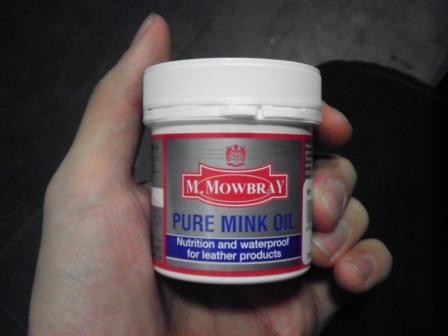 M. MOWBRAY
PURE MINK OIL
Nutrition and waterproof
for leather products